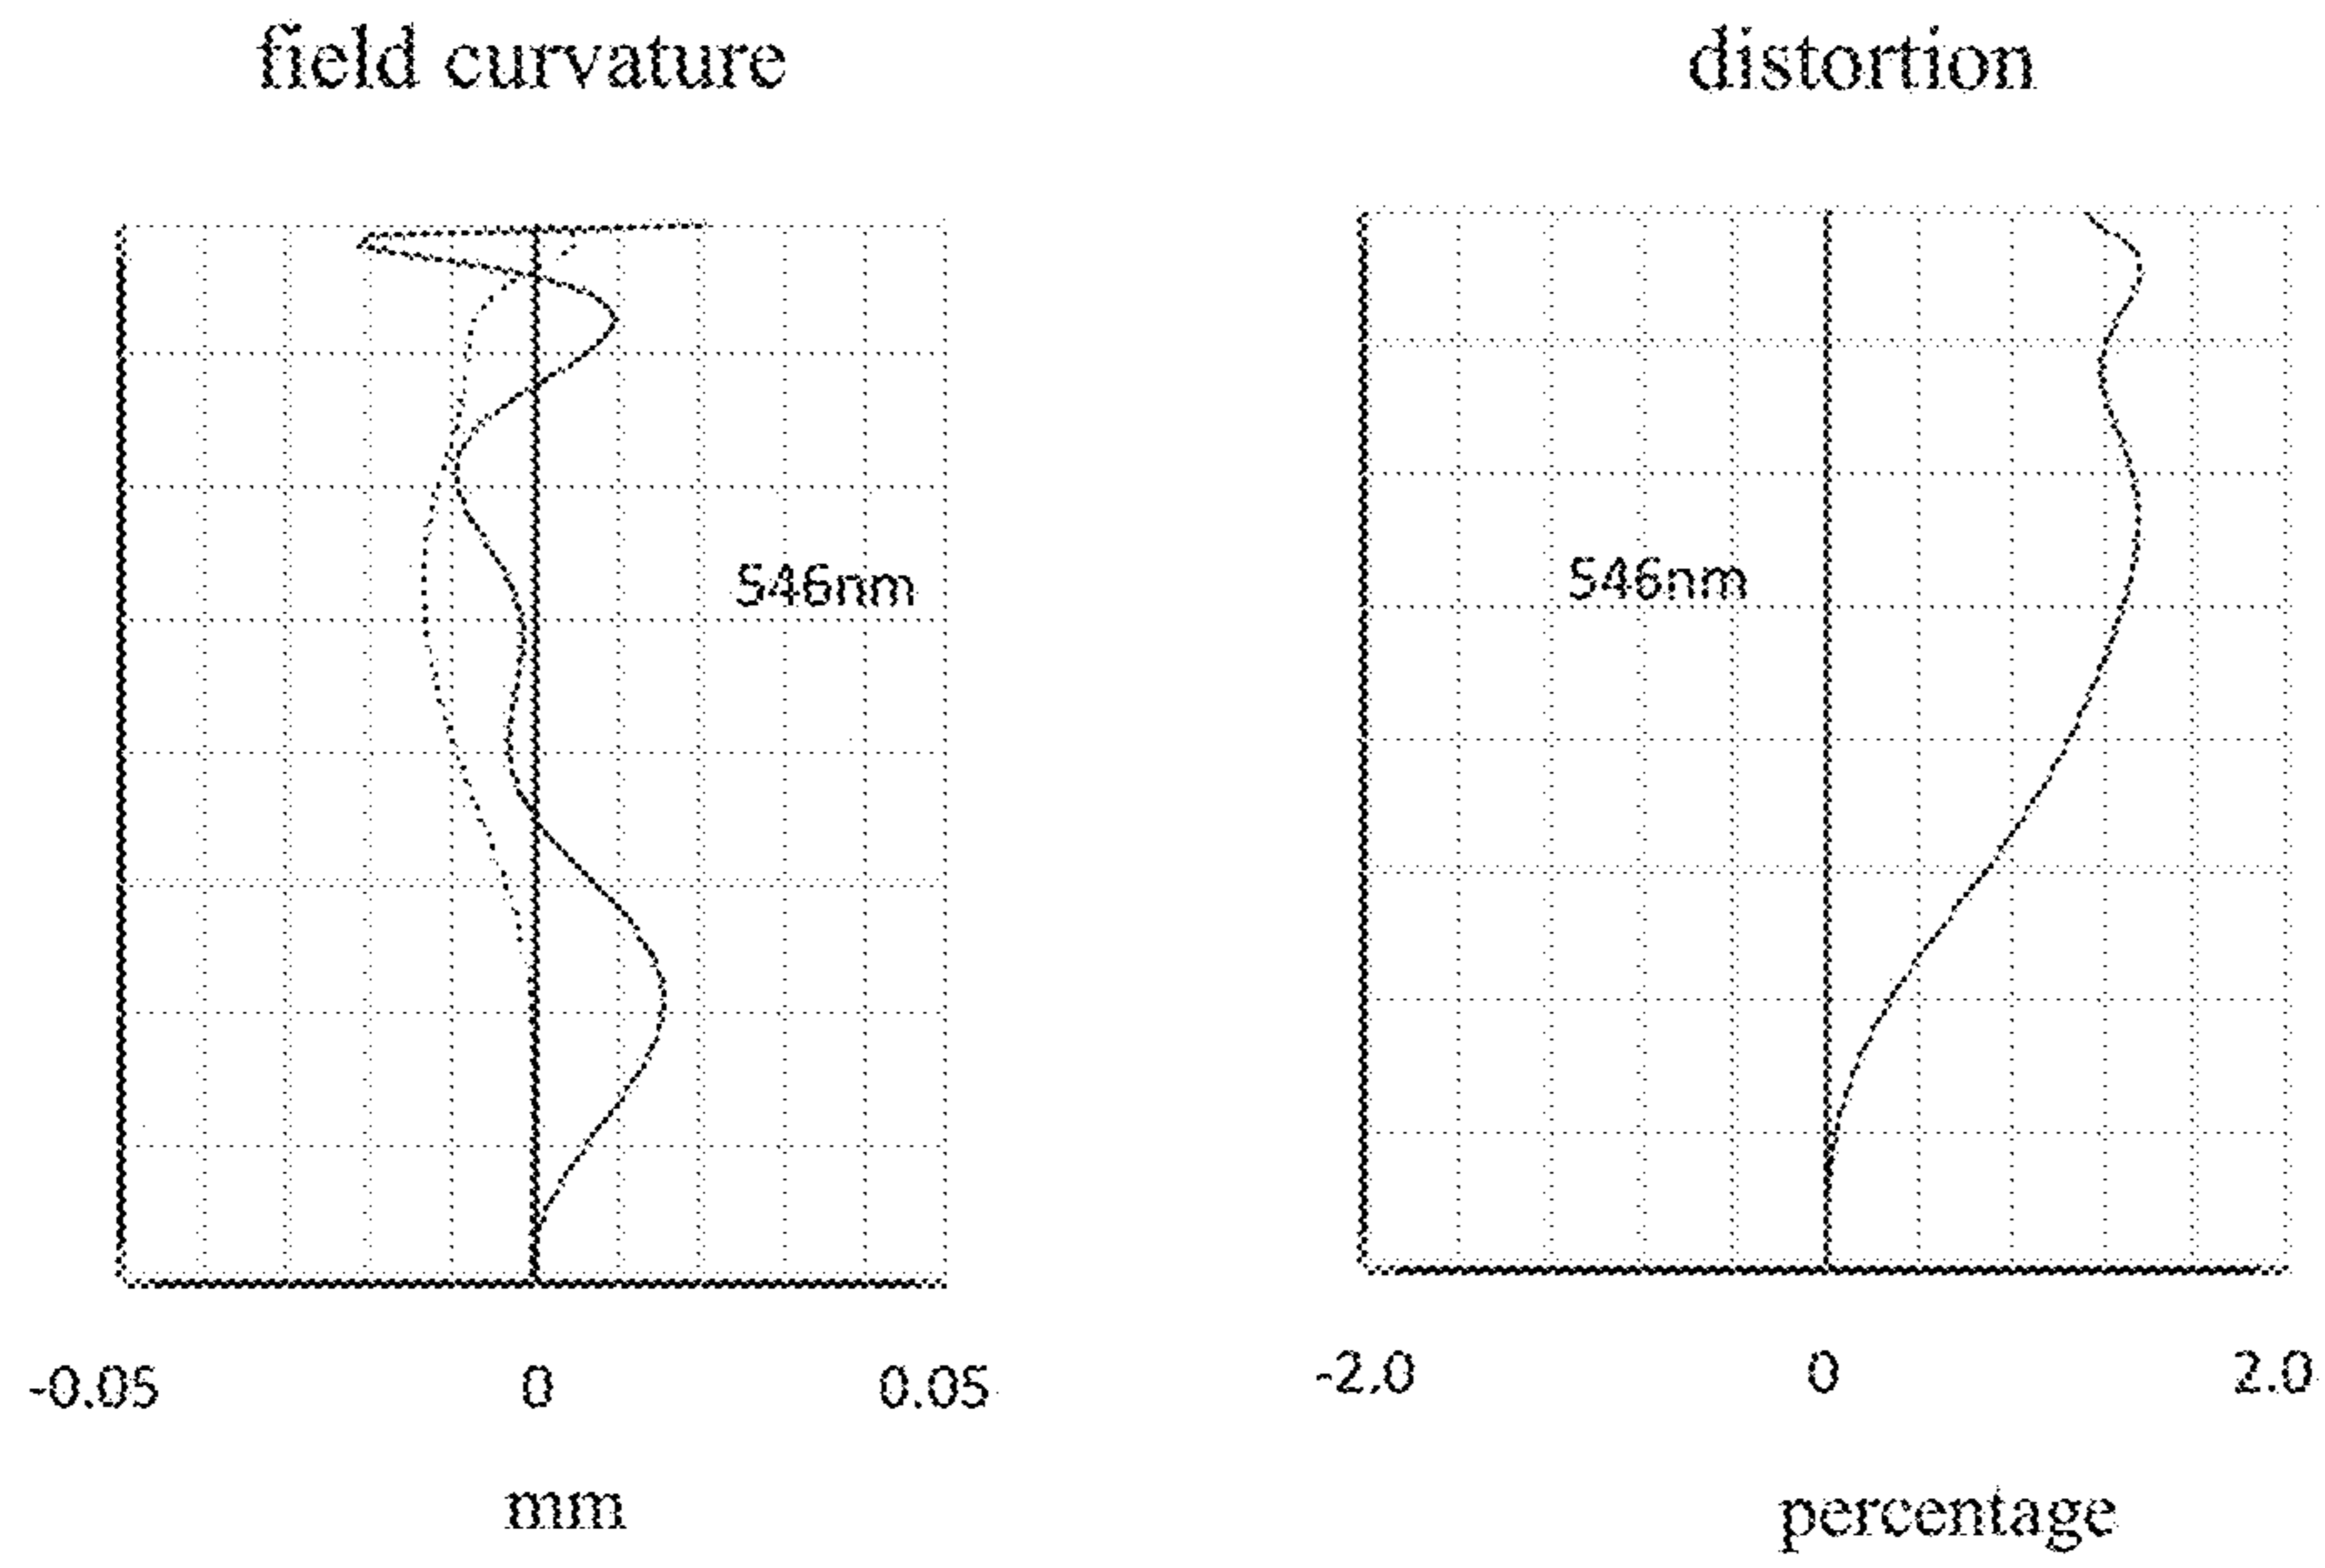 field curvature
546nm
-0.05 0 0.05
mm
distortion
546nm
-2.0 0 2.0
percentage